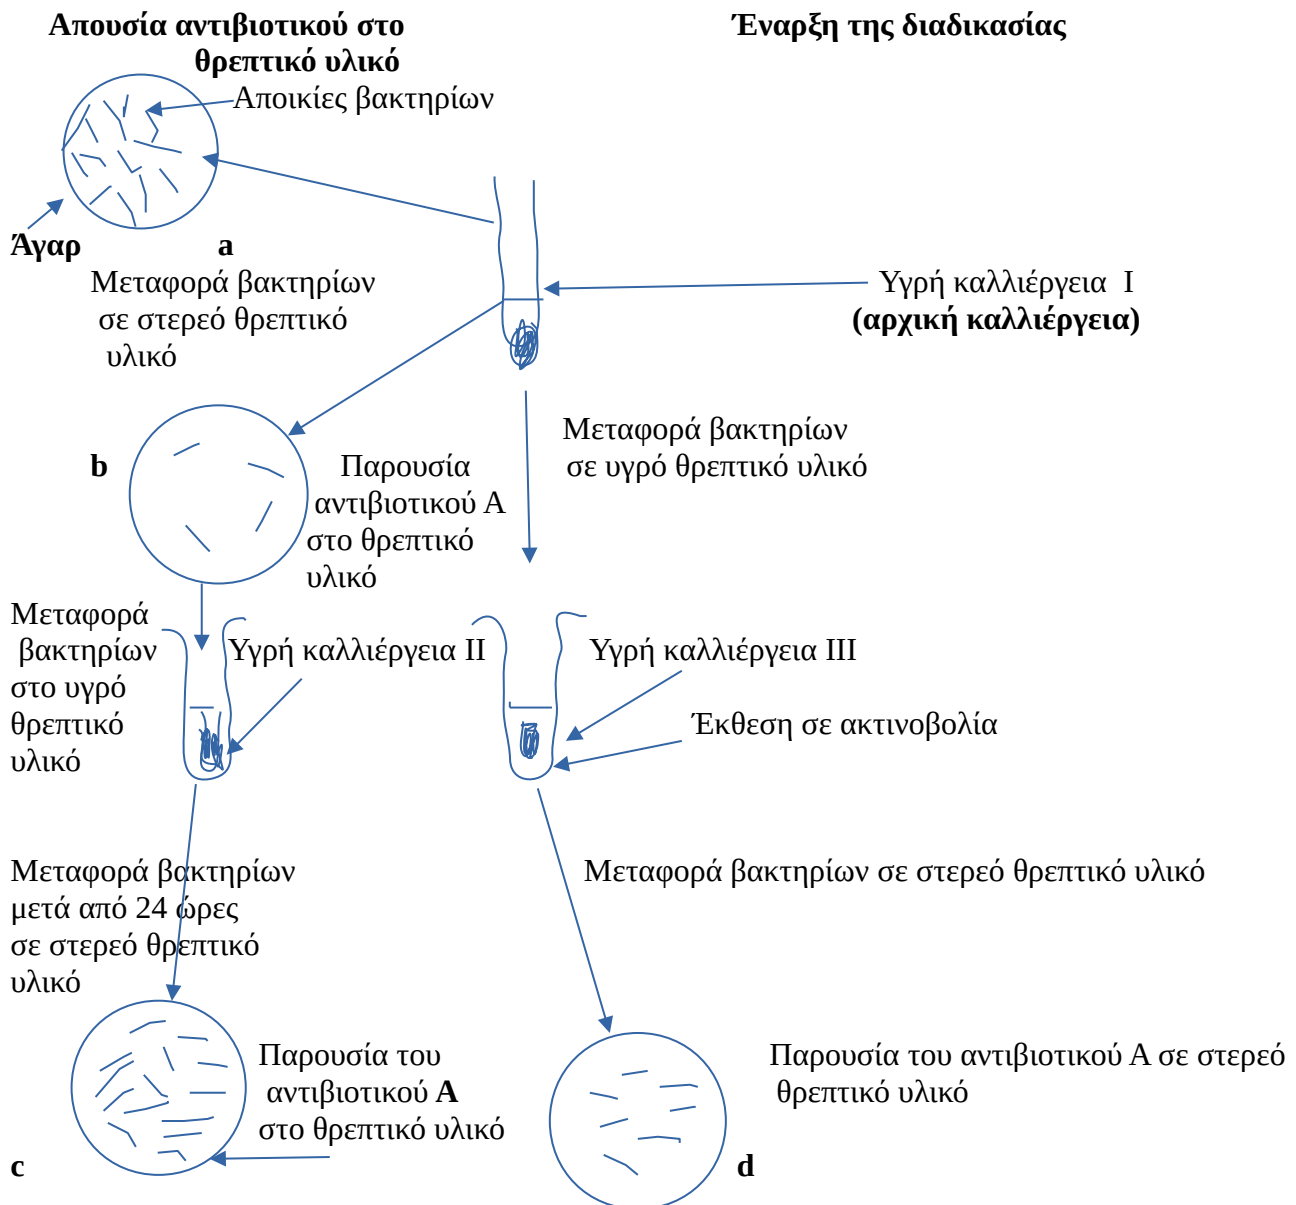 Απουσία αντιβιοτικού στο
θρεπτικό υλικό
Έναρξη της διαδικασίας
Αποικίες βακτηρίων
Άγαρ
a
Μεταφορά βακτηρίων
σε στερεό θρεπτικό
υλικό
Υγρή καλλιέργεια Ι
(αρχική καλλιέργεια)
Μεταφορά βακτηρίων
σε υγρό θρεπτικό υλικό
b
Παρουσία
αντιβιοτικού Α
στο θρεπτικό
υλικό
Μεταφορά
βακτηρίων
στο υγρό
θρεπτικό
υλικό
Υγρή καλλιέργεια ΙΙ
Υγρή καλλιέργεια ΙΙΙ
Έκθεση σε ακτινοβολία
Μεταφορά βακτηρίων
μετά από 24 ώρες
σε στερεό θρεπτικό
υλικό
Μεταφορά βακτηρίων σε στερεό θρεπτικό υλικό
Παρουσία του
αντιβιοτικού Α
στο θρεπτικό υλικό
c
Παρουσία του αντιβιοτικού Α σε στερεό
θρεπτικό υλικό
d